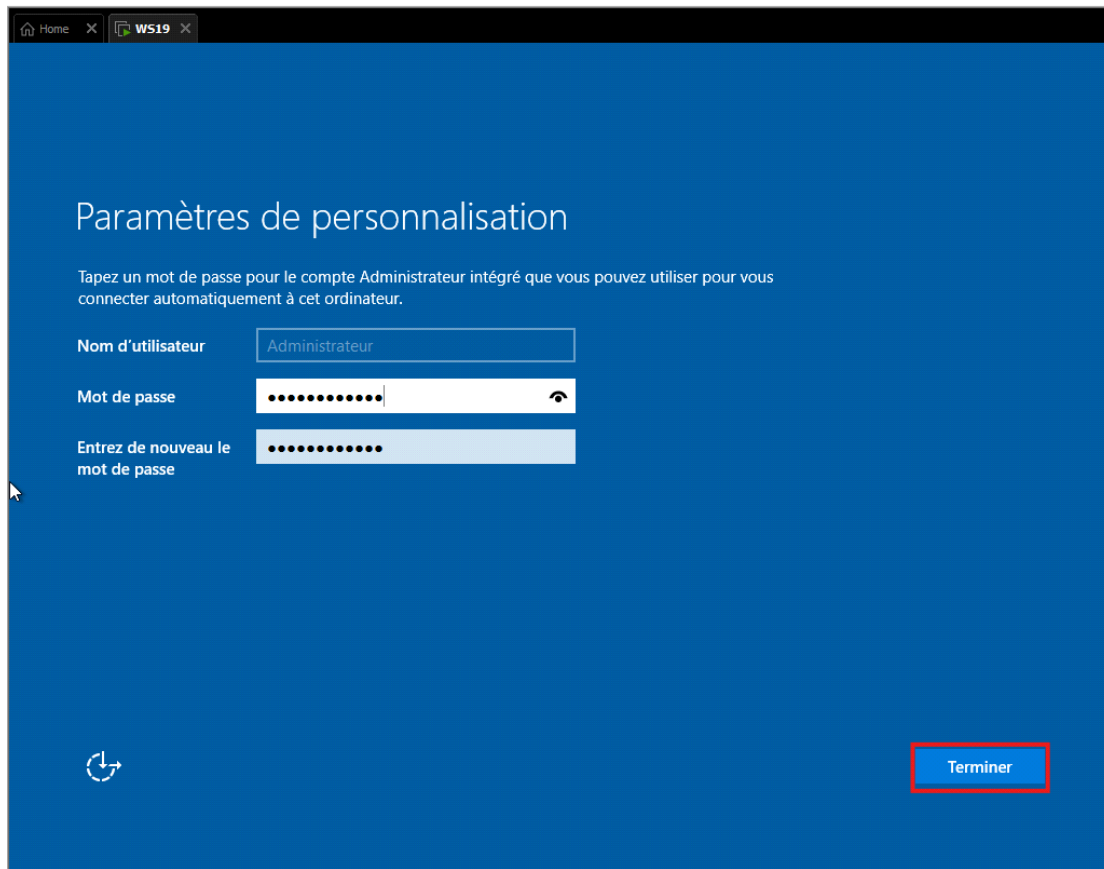 Home
WS19
Paramètres de personnalisation
Tapez un mot de passe pour le compte Administrateur intégré que vous pouvez utiliser pour vous
connecter automatiquement à cet ordinateur.
Nom d’utilisateur
Administrateur
Mot de passe
••••••••••••
Entrez de nouveau le
mot de passe
••••••••••••
Terminer